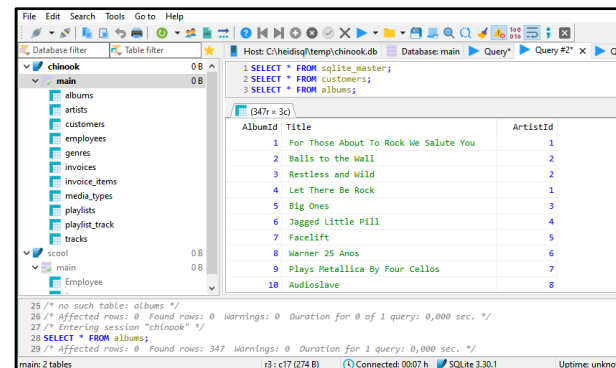 File Edit Search Tools Go to Help
Database filter Table filter Host: C:\heidisql\temp\chinook.db Database: main Query* Query #2* Q
chinook 0 B
main 0 B
albums
artists
customers
employees
genres
invoices
invoice_items
media_types
playlists
playlist_track
tracks
scool 0 B
main 0 B
Employee
1 SELECT * FROM sqlite_master;
2 SELECT * FROM customers;
3 SELECT * FROM albums;
(347r × 3c)
AlbumId Title ArtistId
1 For Those About To Rock We Salute You 1
2 Balls to the Wall 2
3 Restless and Wild 2
4 Let There Be Rock 1
5 Big Ones 3
6 Jagged Little Pill 4
7 Facelift 5
8 Warner 25 Anos 6
9 Plays Metallica By Four Cellos 7
10 Audioslave 8
25 /* no such table: albums */
26 /* Affected rows: 0 Found rows: 0 Warnings: 0 Duration for 0 of 1 query: 0,000 sec. */
27 /* Entering session "chinook" */
28 SELECT * FROM albums;
29 /* Affected rows: 0 Found rows: 347 Warnings: 0 Duration for 1 query: 0,000 sec. */
main: 2 tables r3 : c17 (274 B) Connected: 00:07 h SQLite 3.30.1 Uptime: unkno